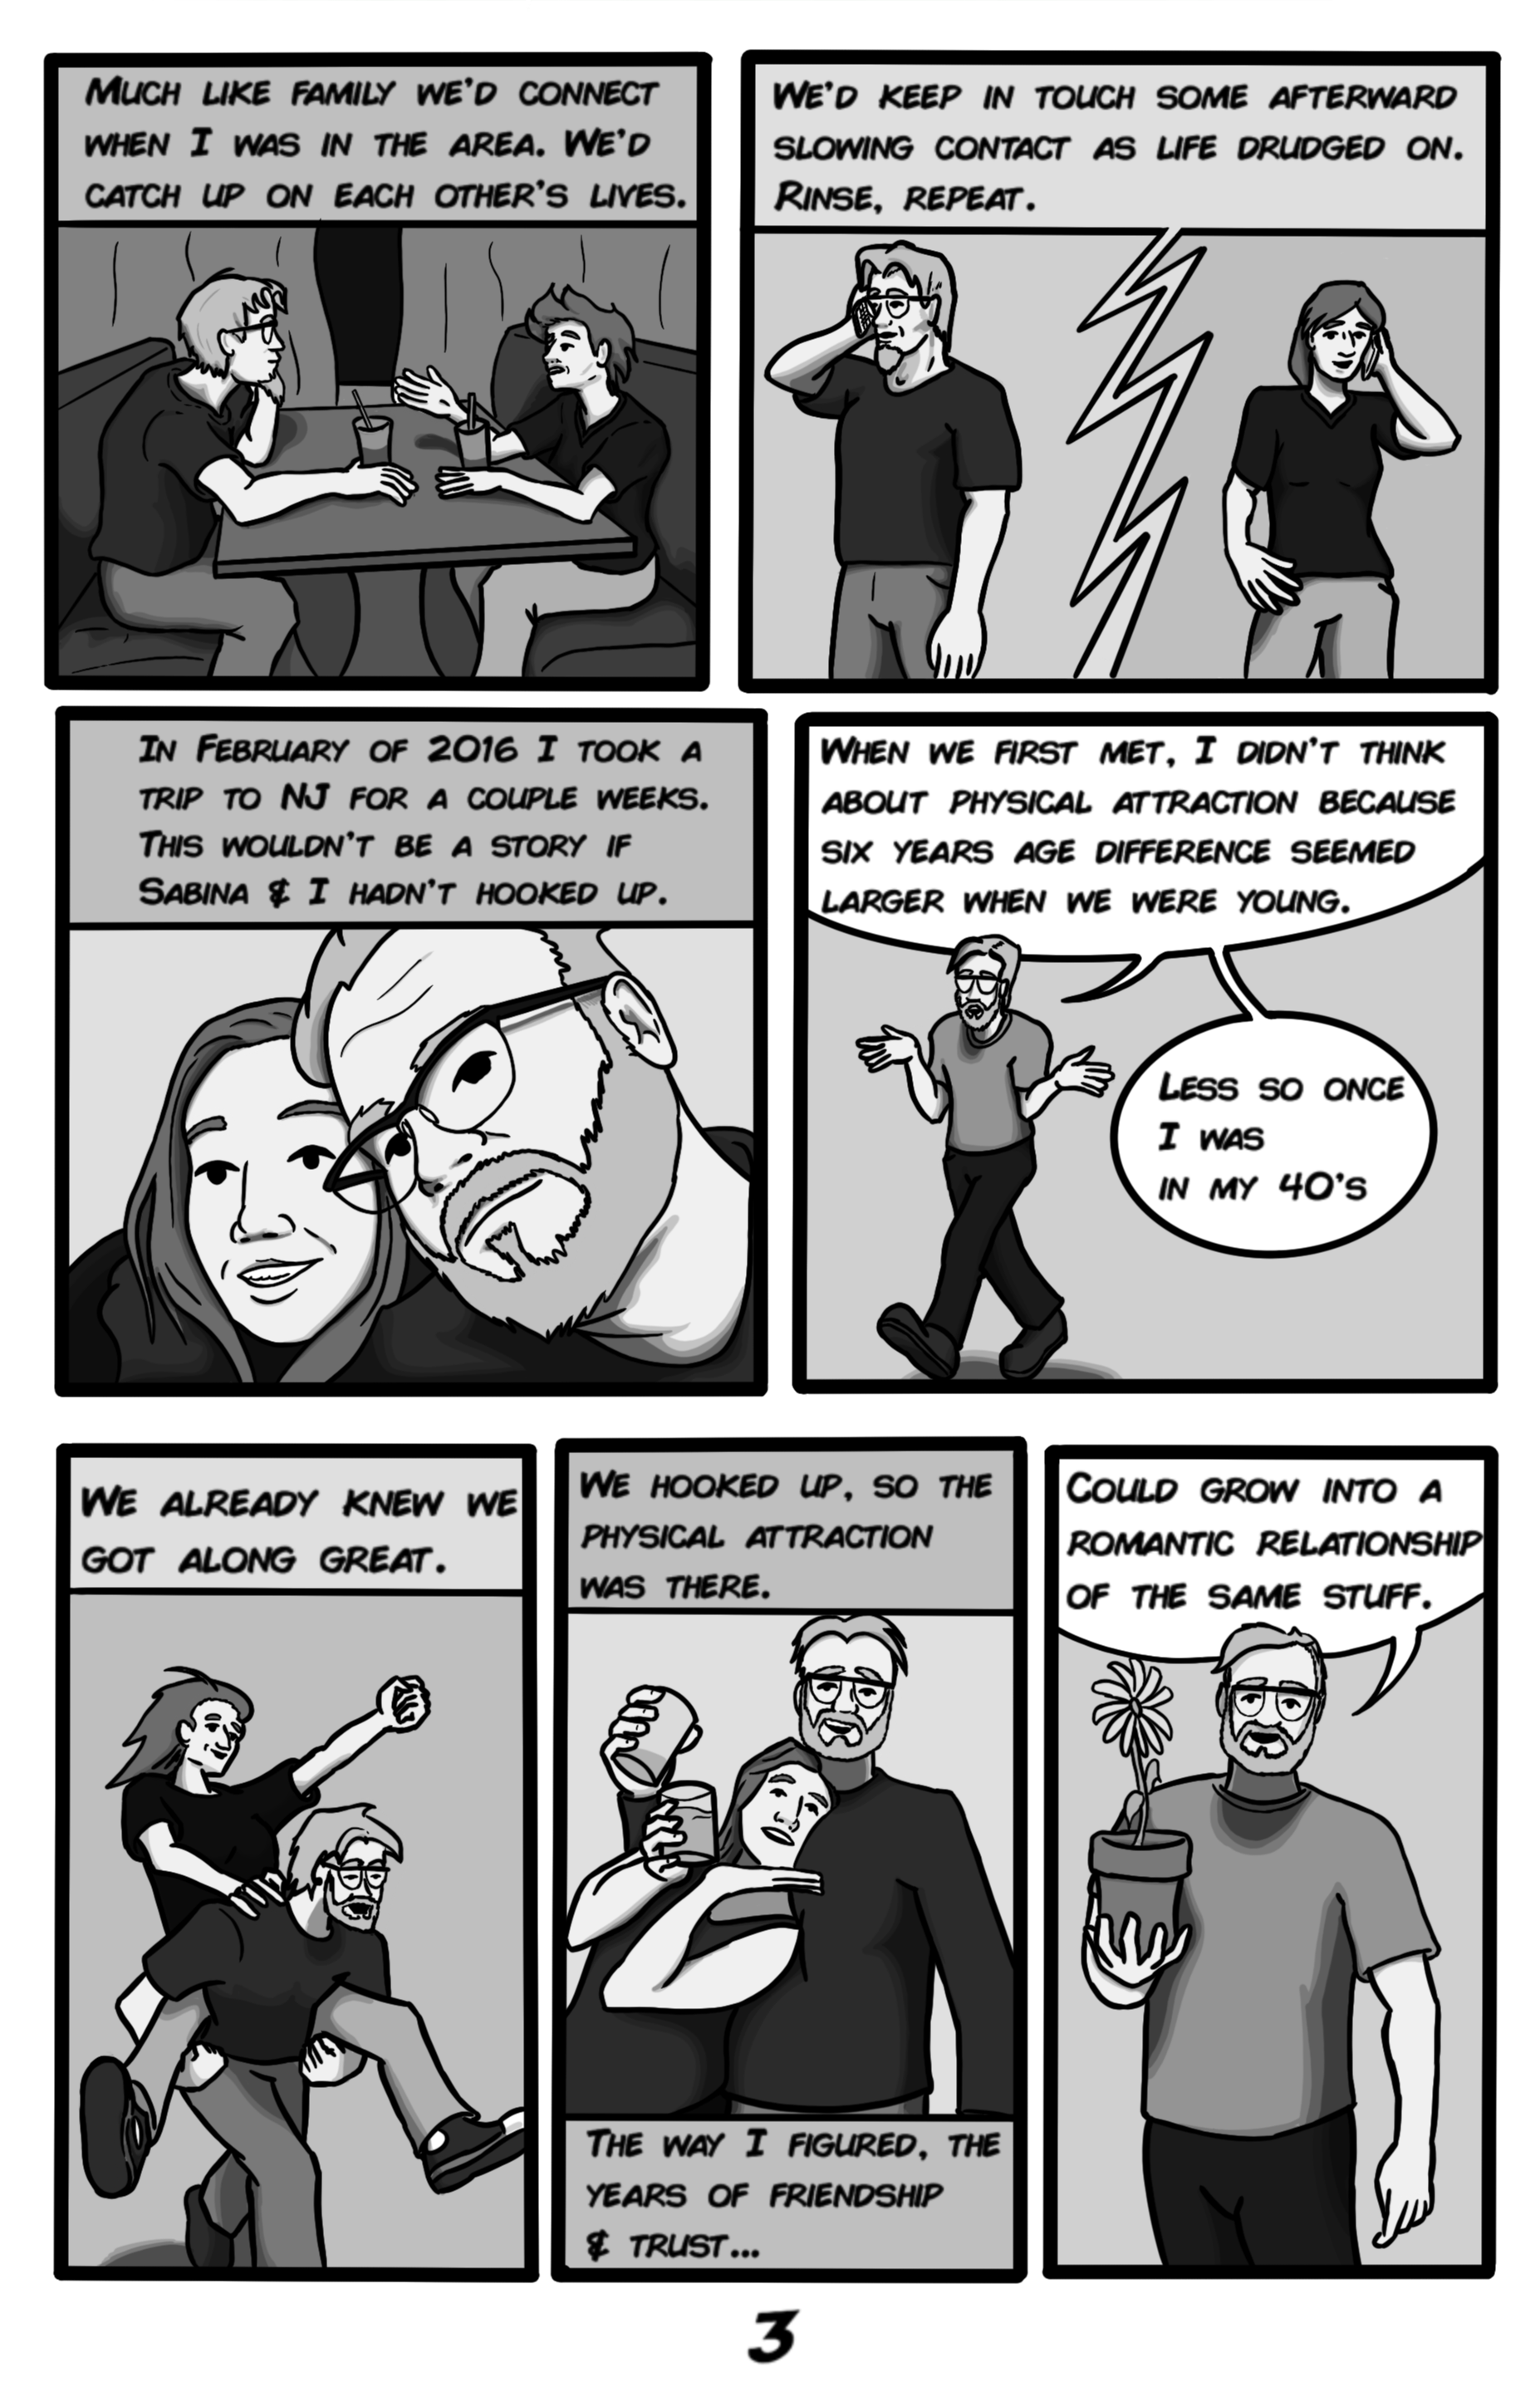 Much like family we'd connect
when I was in the area. We'd
catch up on each other's lives.
We'd keep in touch some afterward
slowing contact as life drudged on.
Rinse, repeat.
In February of 2016 I took a
trip to NJ for a couple weeks.
This wouldn't be a story if
Sabina & I hadn't hooked up.
When we first met, I didn't think
about physical attraction because
six years age difference seemed
larger when we were young.
Less so once
I was
in my 40's
We already knew we
got along great.
We hooked up, so the
physical attraction
was there.
The way I figured, the
years of friendship
& trust...
Could grow into a
romantic relationship
of the same stuff.
3